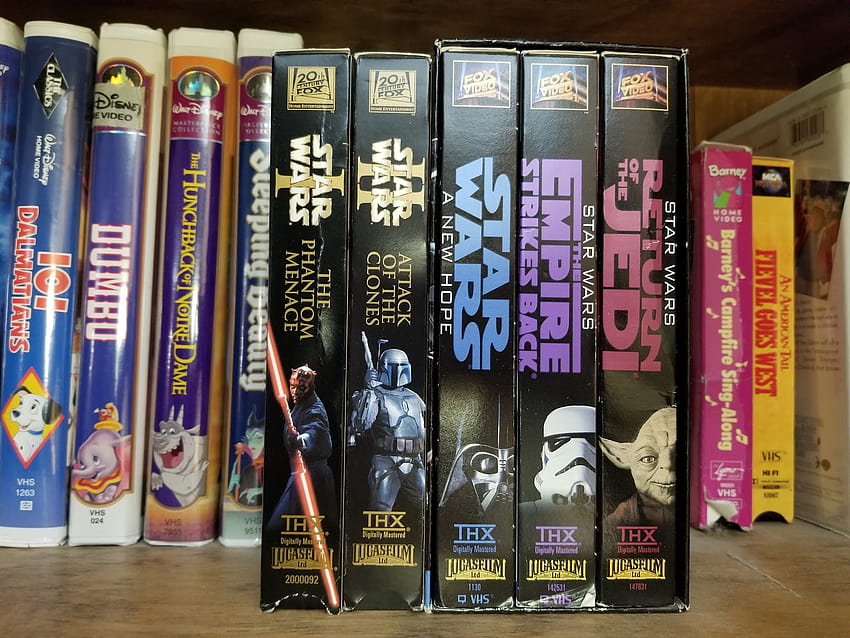 THE CLASSICS
WALT DISNEY
HOME VIDEO
101
DALMATIANS
VHS
1263
Disney
E VIDEO
DUMBO
VHS
024
WALT DISNEY
MASTERPIECE
COLLECTION
THE HUNCHBACK OF NOTRE DAME
VHS
7955
WALT DISNEY
Sleeping Beauty
VHS
9511
20th
CENTURY
FOX
HOME ENTERTAINMENT
STAR WARS
I
THE PHANTOM MENACE
THX
Digitally Mastered
LUCASFILM
Ltd
2000092
20th
CENTURY
FOX
HOME ENTERTAINMENT
STAR WARS
II
ATTACK OF THE CLONES
THX
Digitally Mastered
LUCASFILM
Ltd
FOX
VIDEO
STAR WARS
A NEW HOPE
THX
Digitally Mastered
LUCASFILM
Ltd
1130
VHS
FOX
VIDEO
STAR WARS
THE EMPIRE STRIKES BACK
THX
Digitally Mastered
LUCASFILM
Ltd
142531
VHS
FOX
VIDEO
STAR WARS
RETURN OF THE JEDI
THX
Digitally Mastered
LUCASFILM
Ltd
147831
Barney
HOME
VIDEO
Barney's Campfire Sing-Along
Lyons
VHS
MCA
AN AMERICAN TAIL
FIEVEL GOES WEST
VHS
HI FI